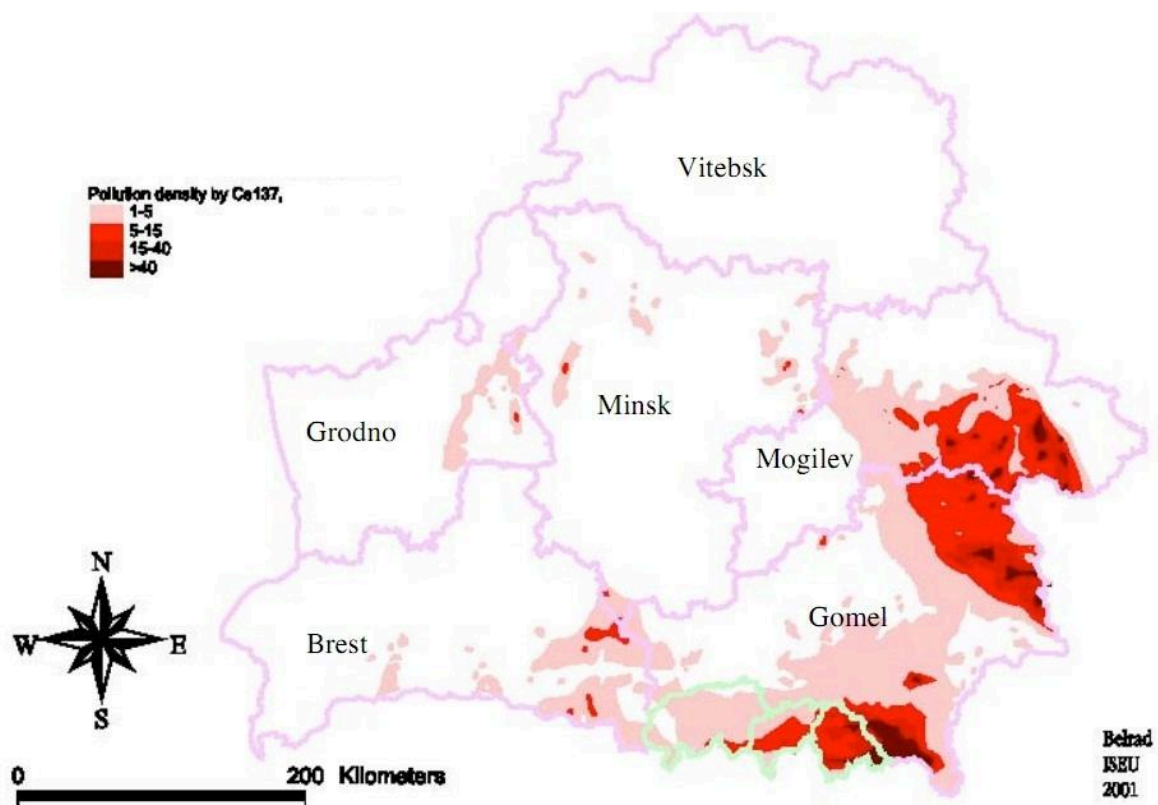 Vitebsk
Pollution density by Cs137,
1-5
5-15
15-40
>40
Minsk
Grodno
Mogilev
N
W E
S
Gomel
Brest
0 200 Kilometers
Belrad
ISEU
2001